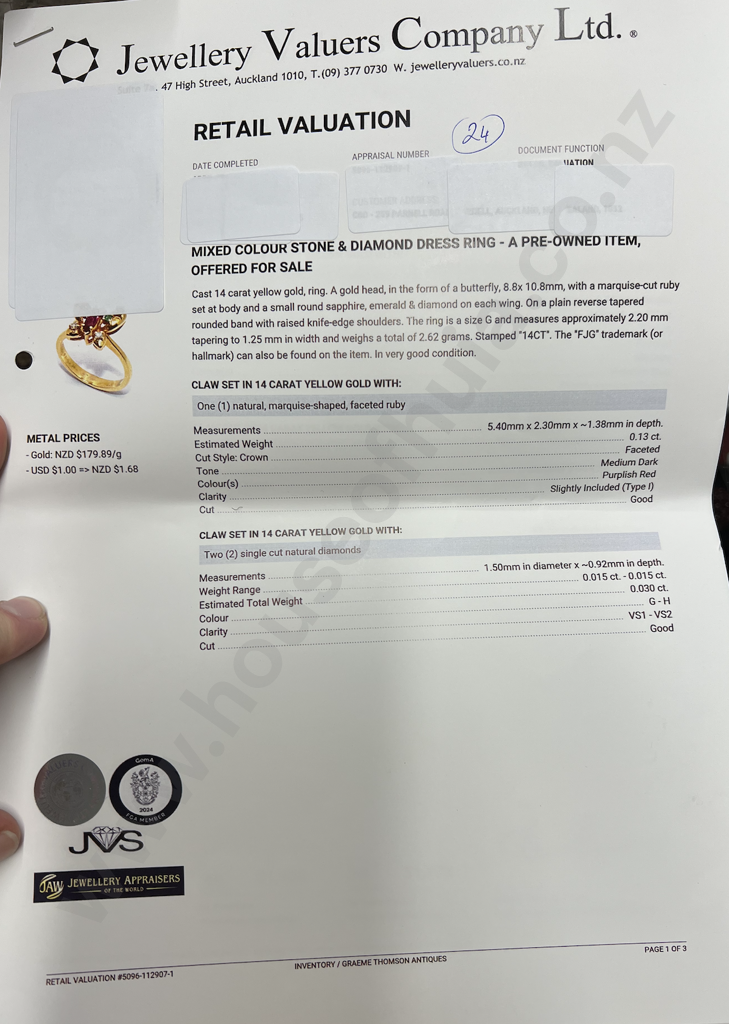 Jewellery Valuers Company Ltd.®
47 High Street, Auckland 1010, T.(09) 377 0730 W. jewelleryvaluers.co.nz
RETAIL VALUATION
24
DATE COMPLETED
APPRAISAL NUMBER
DOCUMENT FUNCTION
UATION
MIXED COLOUR STONE & DIAMOND DRESS RING - A PRE-OWNED ITEM,
OFFERED FOR SALE
Cast 14 carat yellow gold, ring. A gold head, in the form of a butterfly, 8.8x 10.8mm, with a marquise-cut ruby
set at body and a small round sapphire, emerald & diamond on each wing. On a plain reverse tapered
rounded band with raised knife-edge shoulders. The ring is a size G and measures approximately 2.20 mm
tapering to 1.25 mm in width and weighs a total of 2.62 grams. Stamped "14CT". The "FJG" trademark (or
hallmark) can also be found on the item. In very good condition.
METAL PRICES
- Gold: NZD $179.89/g
- USD $1.00 => NZD $1.68
CLAW SET IN 14 CARAT YELLOW GOLD WITH:
One (1) natural, marquise-shaped, faceted ruby
Measurements 5.40mm x 2.30mm x ~1.38mm in depth.
Estimated Weight 0.13 ct.
Cut Style: Crown Faceted
Tone Medium Dark
Colour(s) Purplish Red
Clarity Slightly Included (Type I)
Cut Good
CLAW SET IN 14 CARAT YELLOW GOLD WITH:
Two (2) single cut natural diamonds
Measurements 1.50mm in diameter x ~0.92mm in depth.
Weight Range 0.015 ct. - 0.015 ct.
Estimated Total Weight 0.030 ct.
Colour G - H
Clarity VS1 - VS2
Cut Good
www.houseofhulc.co.nz
GemA
2024
FGA MEMBER
JVS
JAW JEWELLERY APPRAISERS
OF THE WORLD
RETAIL VALUATION #5096-112907-1
INVENTORY / GRAEME THOMSON ANTIQUES
PAGE 1 OF 3